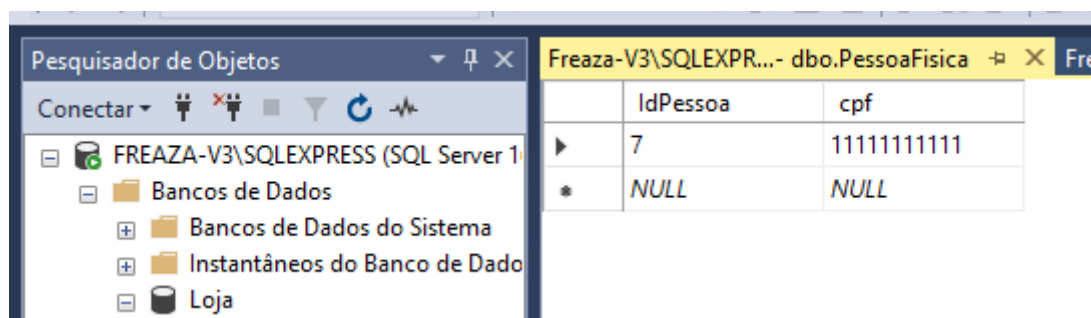 Pesquisador de Objetos
Conectar
FREAZA-V3\SQLEXPRESS (SQL Server 1
Bancos de Dados
Bancos de Dados do Sistema
Instantâneos do Banco de Dado
Loja
Freaza-V3\SQLEXPR...- dbo.PessoaFisica
Fre
IdPessoa cpf
7 11111111111
NULL NULL